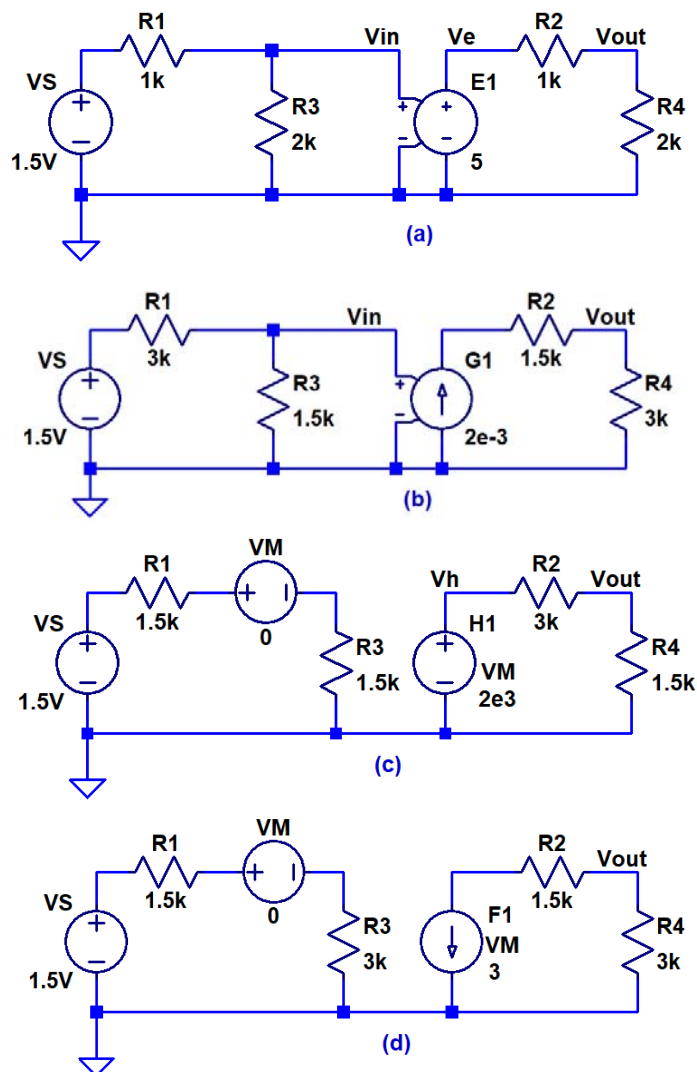 R1
Vin
Ve
R2
Vout
VS
1k
E1
1k
R3
R4
+
+
+
2k
2k
-
-
—
1.5V
5
(a)
R1
Vin
R2
Vout
VS
3k
G1
1.5k
R3
R4
+
+
1.5k
3k
-
—
1.5V
2e-3
(b)
VM
R1
Vh
R2
Vout
+
—
VS
1.5k
0
H1
3k
R3
R4
+
+
VM
1.5k
1.5k
—
–
1.5V
2e3
(c)
VM
R1
R2
Vout
+
—
VS
1.5k
0
F1
1.5k
R3
R4
+
VM
3k
3k
—
1.5V
3
(d)